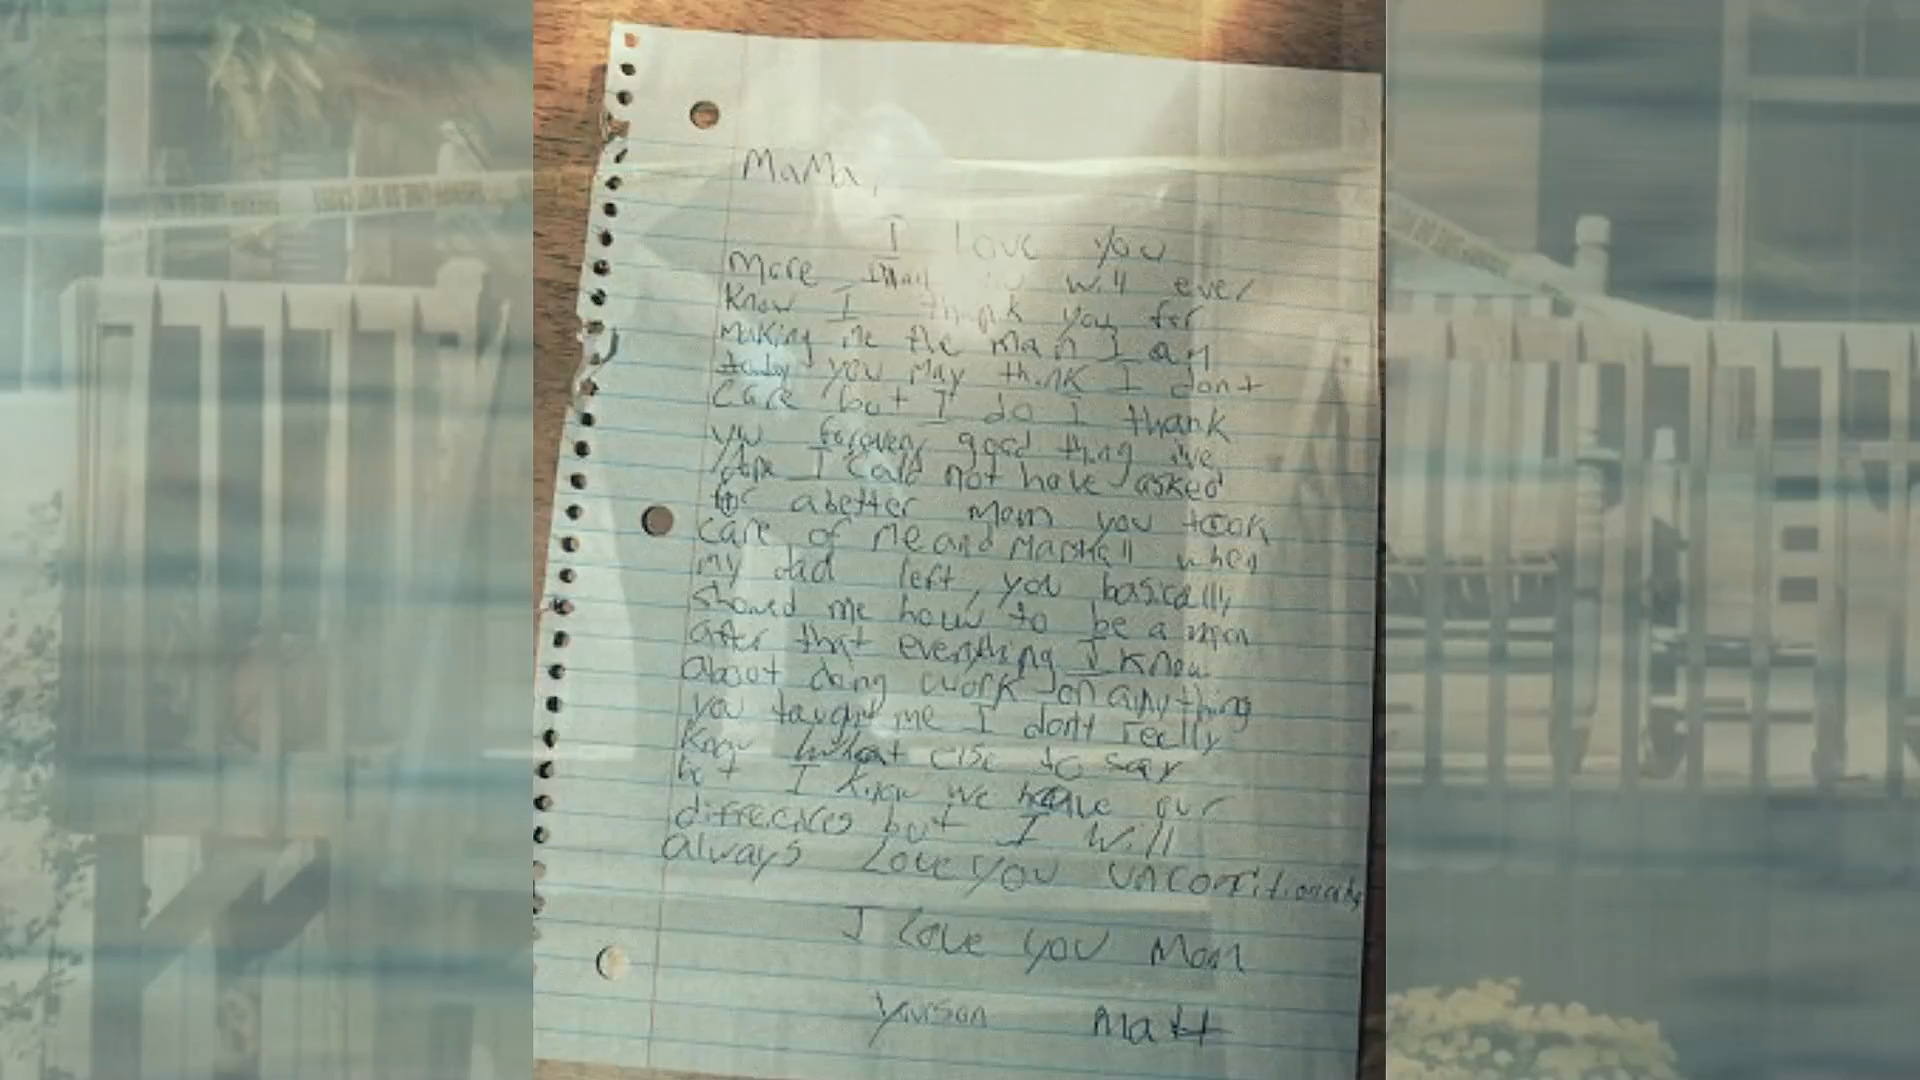 MaMa,
I love you
more than you will ever
know I thank you for
making me the man I am
today you may think I dont
care but I do I thank
you good thing ive
done I could not have asked
for a better mom you took
care of me and Marshell when
my dad left, you basically
showed me how to be a man
after that everything I know
about doing work on anything
you taught me I dont really
know what else to say
but I know we have our
differences but I will
always Love you unconditionally
I Love you Mom
Your son Matt